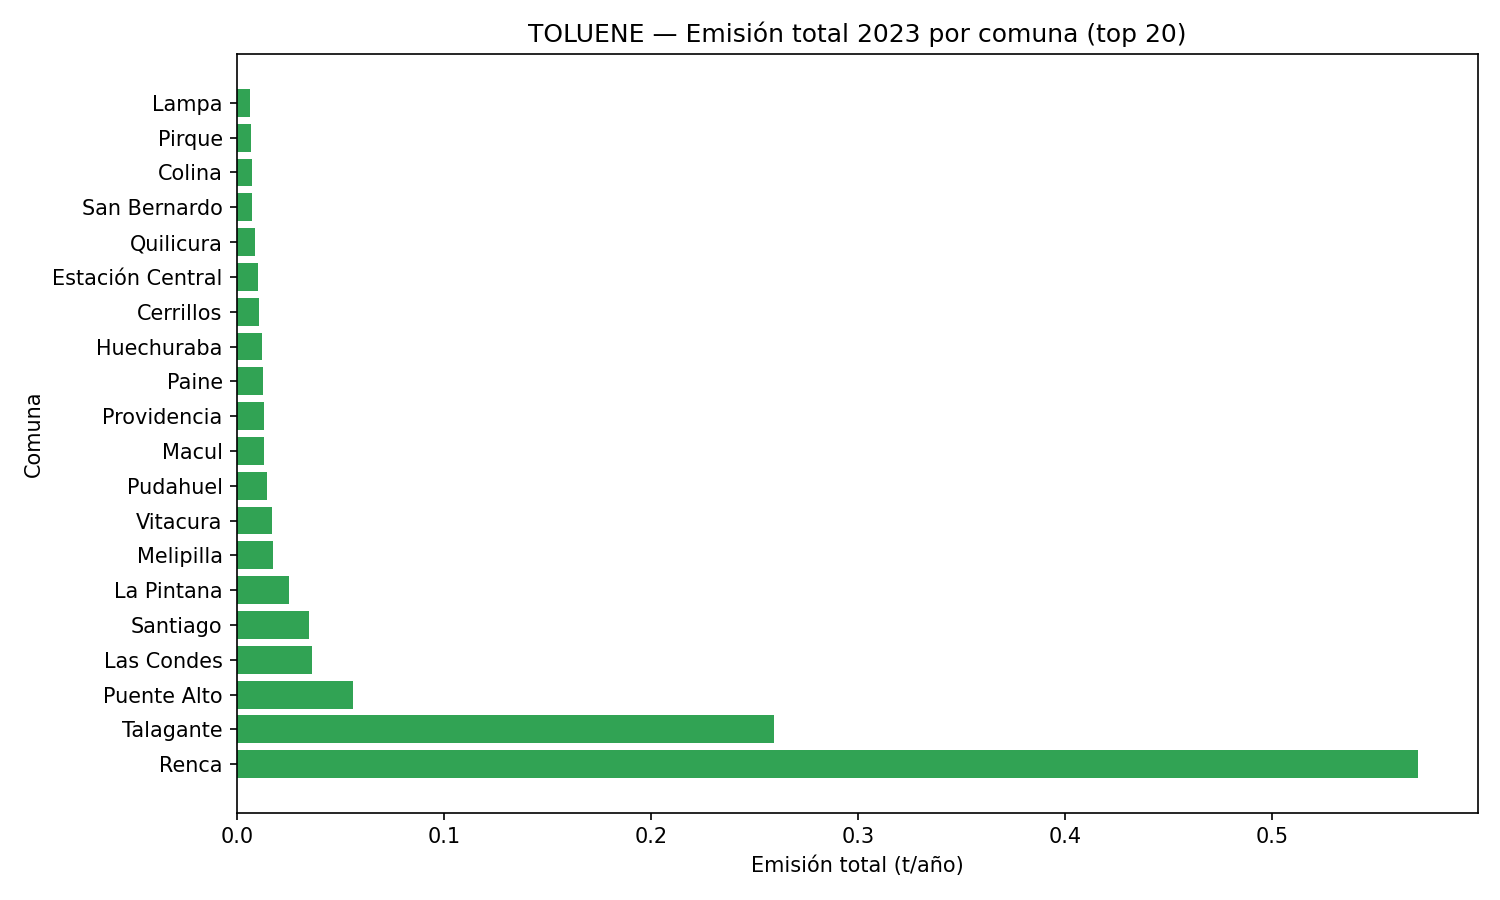 TOLUENE — Emisión total 2023 por comuna (top 20)
Comuna
Lampa
Pirque
Colina
San Bernardo
Quilicura
Estación Central
Cerrillos
Huechuraba
Paine
Providencia
Macul
Pudahuel
Vitacura
Melipilla
La Pintana
Santiago
Las Condes
Puente Alto
Talagante
Renca
0.0 0.1 0.2 0.3 0.4 0.5
Emisión total (t/año)